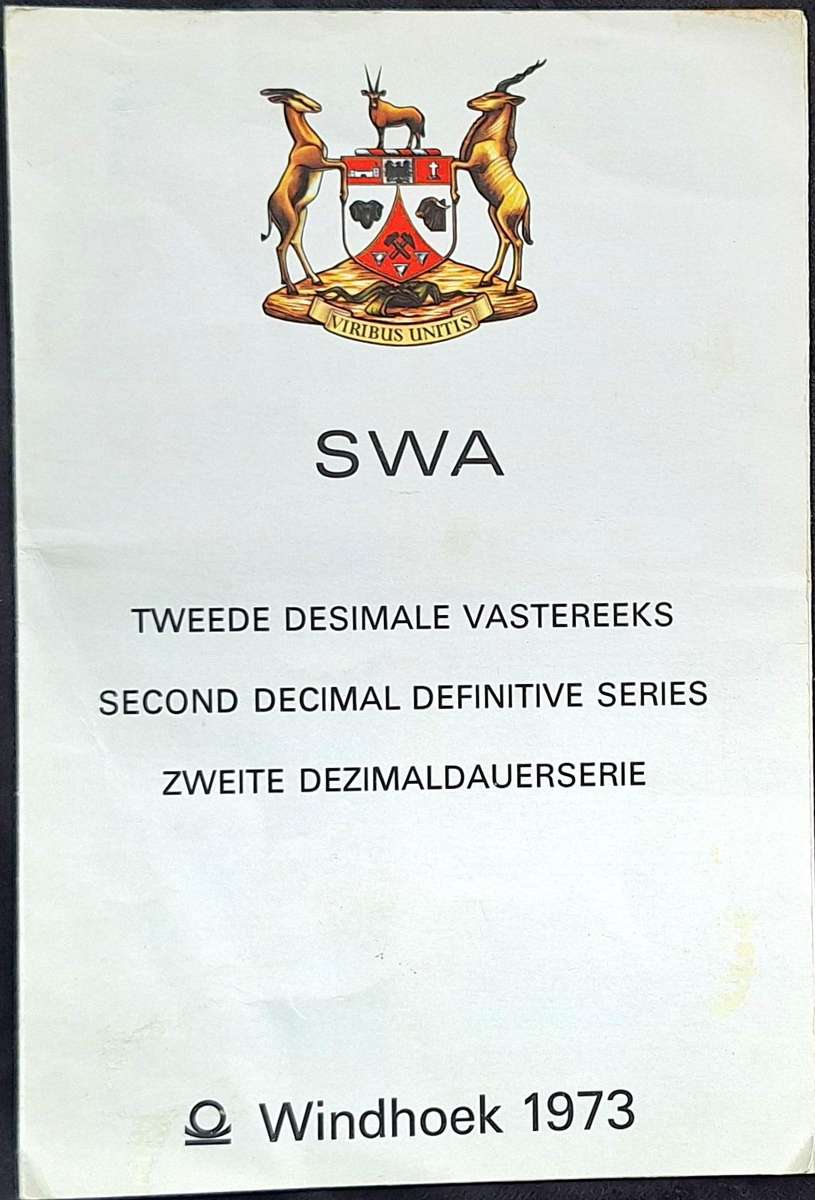 VIRIBUS UNITIS
SWA
TWEEDE DESIMALE VASTEREEKS
SECOND DECIMAL DEFINITIVE SERIES
ZWEITE DEZIMALDAUERSERIE
Windhoek 1973